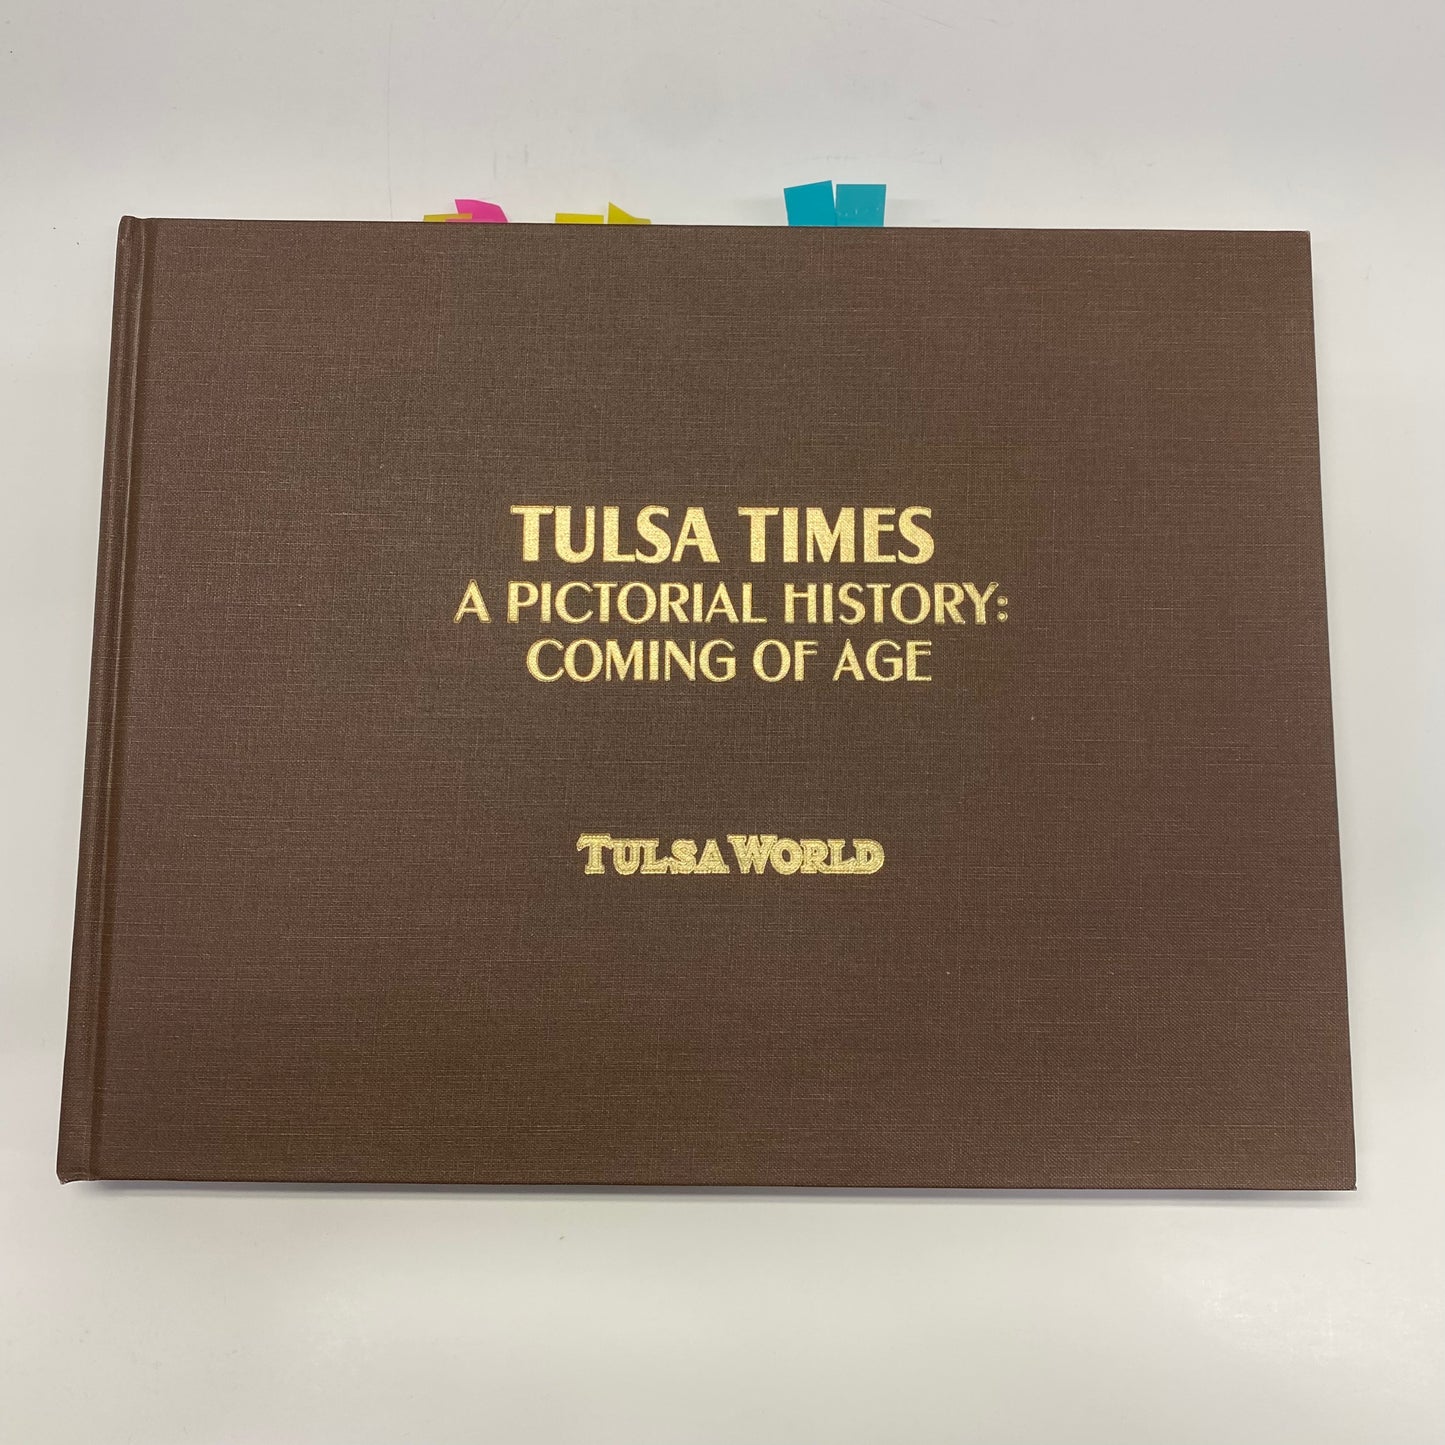 TULSA TIMES
A PICTORIAL HISTORY:
COMING OF AGE
TULSA WORLD